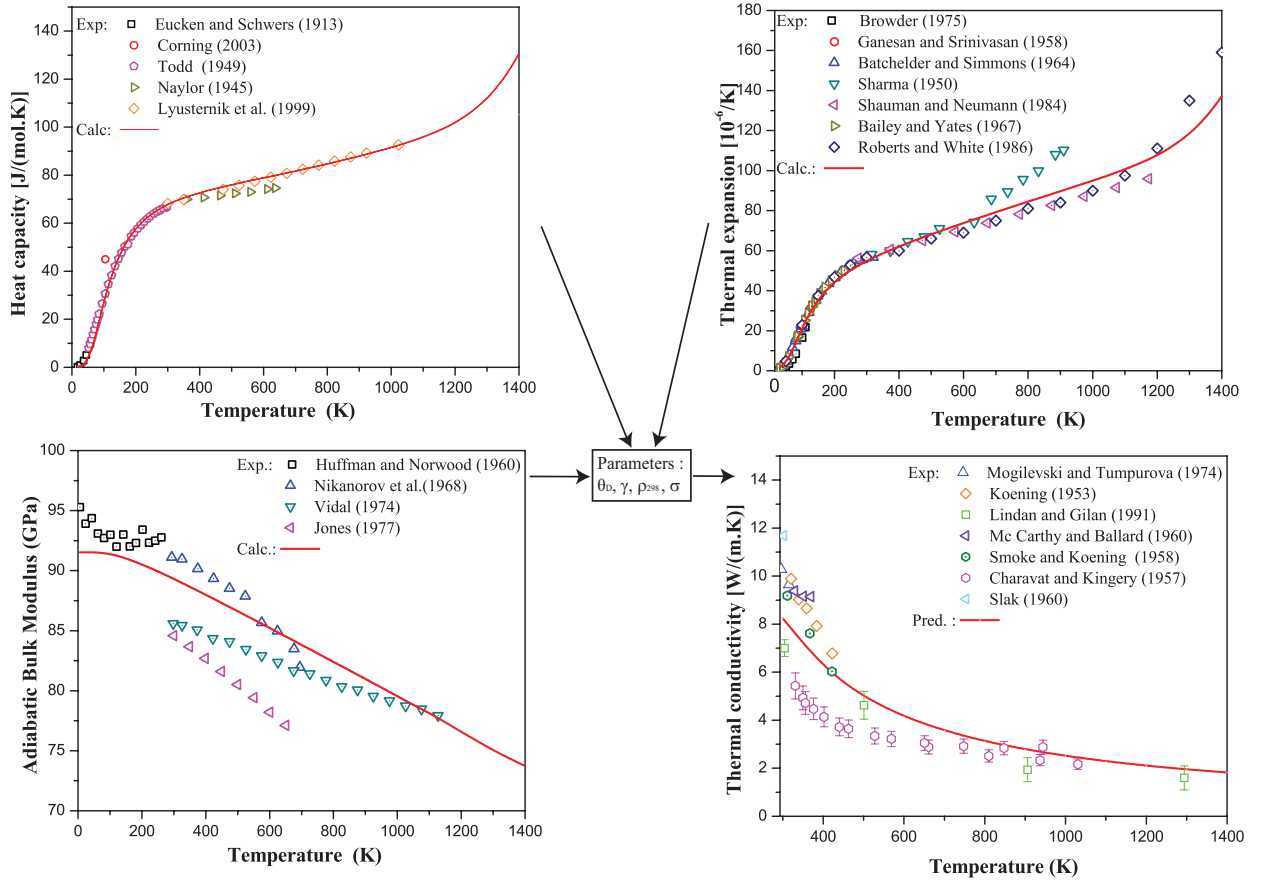 Exp: Eucken and Schwers (1913)
Corning (2003)
Todd (1949)
Naylor (1945)
Lyusternik et al. (1999)
Calc:
Heat capacity [J/(mol.K)]
140
120
100
80
60
40
20
0
0 200 400 600 800 1000 1200 1400
Temperature (K)
Exp: Browder (1975)
Ganesan and Srinivasan (1958)
Batchelder and Simmons (1964)
Sharma (1950)
Shauman and Neumann (1984)
Bailey and Yates (1967)
Roberts and White (1986)
Calc.:
Thermal expansion [10⁻⁶/K]
180
160
140
120
100
80
60
40
20
0
0 200 400 600 800 1000 1200 1400
Temperature (K)
Parameters :
θD, γ, ρ298, σ
Exp.: Huffman and Norwood (1960)
Nikanorov et al.(1968)
Vidal (1974)
Jones (1977)
Calc.:
Adiabatic Bulk Modulus (GPa)
100
95
90
85
80
75
70
0 200 400 600 800 1000 1200 1400
Temperature (K)
Exp: Mogilevski and Tumpurova (1974)
Koening (1953)
Lindan and Gilan (1991)
Mc Carthy and Ballard (1960)
Smoke and Koening (1958)
Charavat and Kingery (1957)
Slak (1960)
Pred. :
Thermal conductivity [W/(m.K)]
14
12
10
8
6
4
2
0
400 600 800 1000 1200 1400
Temperature (K)